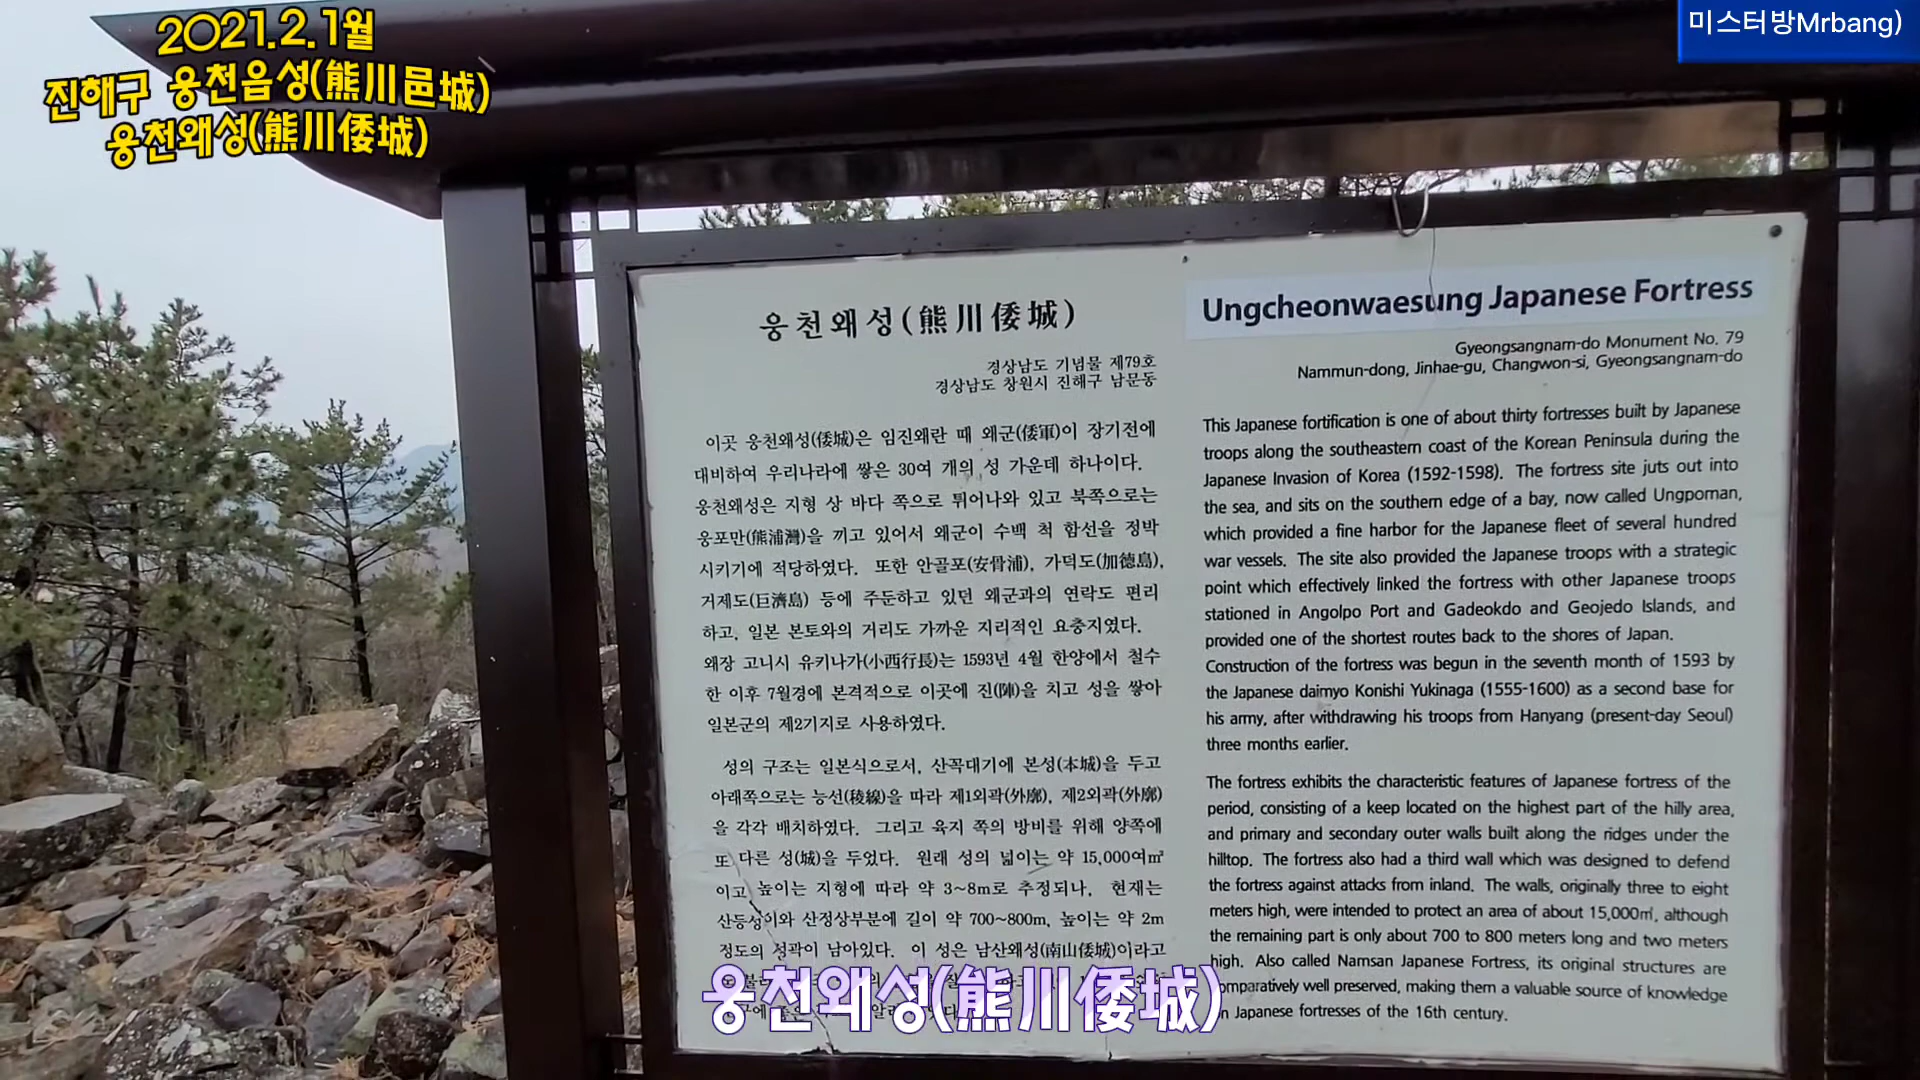 2021.2.1월
진해구 웅천읍성(熊川邑城)
웅천왜성(熊川倭城)
미스터방Mrbang)
웅천왜성(熊川倭城)
경상남도 기념물 제79호
경상남도 창원시 진해구 남문동
이곳 웅천왜성(倭城)은 임진왜란 때 왜군(倭軍)이 장기전에
대비하여 우리나라에 쌓은 30여 개의 성 가운데 하나이다.
웅천왜성은 지형 상 바다 쪽으로 튀어나와 있고 북쪽으로는
웅포만(熊浦灣)을 끼고 있어서 왜군이 수백 척 함선을 정박
시키기에 적당하였다. 또한 안골포(安骨浦), 가덕도(加德島),
거제도(巨濟島) 등에 주둔하고 있던 왜군과의 연락도 편리
하고, 일본 본토와의 거리도 가까운 지리적인 요충지였다.
왜장 고니시 유키나가(小西行長)는 1593년 4월 한양에서 철수
한 이후 7월경에 본격적으로 이곳에 진(陣)을 치고 성을 쌓아
일본군의 제2기지로 사용하였다.
성의 구조는 일본식으로서, 산꼭대기에 본성(本城)을 두고
아래쪽으로는 능선(稜線)을 따라 제1외곽(外廓), 제2외곽(外廓)
을 각각 배치하였다. 그리고 육지 쪽의 방비를 위해 양쪽에
또 다른 성(城)을 두었다. 원래 성의 넓이는 약 15,000여㎡
이고 높이는 지형에 따라 약 3~8m로 추정되나, 현재는
산등성이와 산정상부분에 길이 약 700~800m, 높이는 약 2m
정도의 성곽이 남아있다. 이 성은 남산왜성(南山倭城)이라고
Ungcheonwaesung Japanese Fortress
Gyeongsangnam-do Monument No. 79
Nammun-dong, Jinhae-gu, Changwon-si, Gyeongsangnam-do
This Japanese fortification is one of about thirty fortresses built by Japanese
troops along the southeastern coast of the Korean Peninsula during the
Japanese Invasion of Korea (1592-1598). The fortress site juts out into
the sea, and sits on the southern edge of a bay, now called Ungpoman,
which provided a fine harbor for the Japanese fleet of several hundred
war vessels. The site also provided the Japanese troops with a strategic
point which effectively linked the fortress with other Japanese troops
stationed in Angolpo Port and Gadeokdo and Geojedo Islands, and
provided one of the shortest routes back to the shores of Japan.
Construction of the fortress was begun in the seventh month of 1593 by
the Japanese daimyo Konishi Yukinaga (1555-1600) as a second base for
his army, after withdrawing his troops from Hanyang (present-day Seoul)
three months earlier.
The fortress exhibits the characteristic features of Japanese fortress of the
period, consisting of a keep located on the highest part of the hilly area,
and primary and secondary outer walls built along the ridges under the
hilltop. The fortress also had a third wall which was designed to defend
the fortress against attacks from inland. The walls, originally three to eight
meters high, were intended to protect an area of about 15,000㎡, although
the remaining part is only about 700 to 800 meters long and two meters
high. Also called Namsan Japanese Fortress, its original structures are
omparatively well preserved, making them a valuable source of knowledge
n Japanese fortresses of the 16th century.
웅천왜성(熊川倭城)